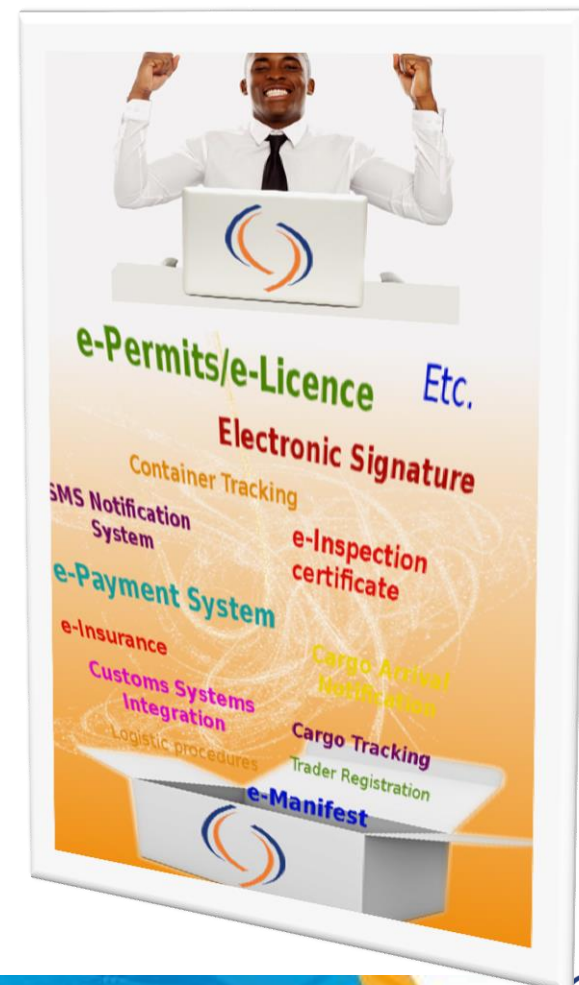 e-Permits/e-Licence
Etc.
Electronic Signature
Container Tracking
SMS Notification
System
e-Inspection
certificate
e-Payment System
e-Insurance
Cargo Arrival
Notification
Customs Systems
Integration
Cargo Tracking
Logistic procedures
Trader Registration
e-Manifest